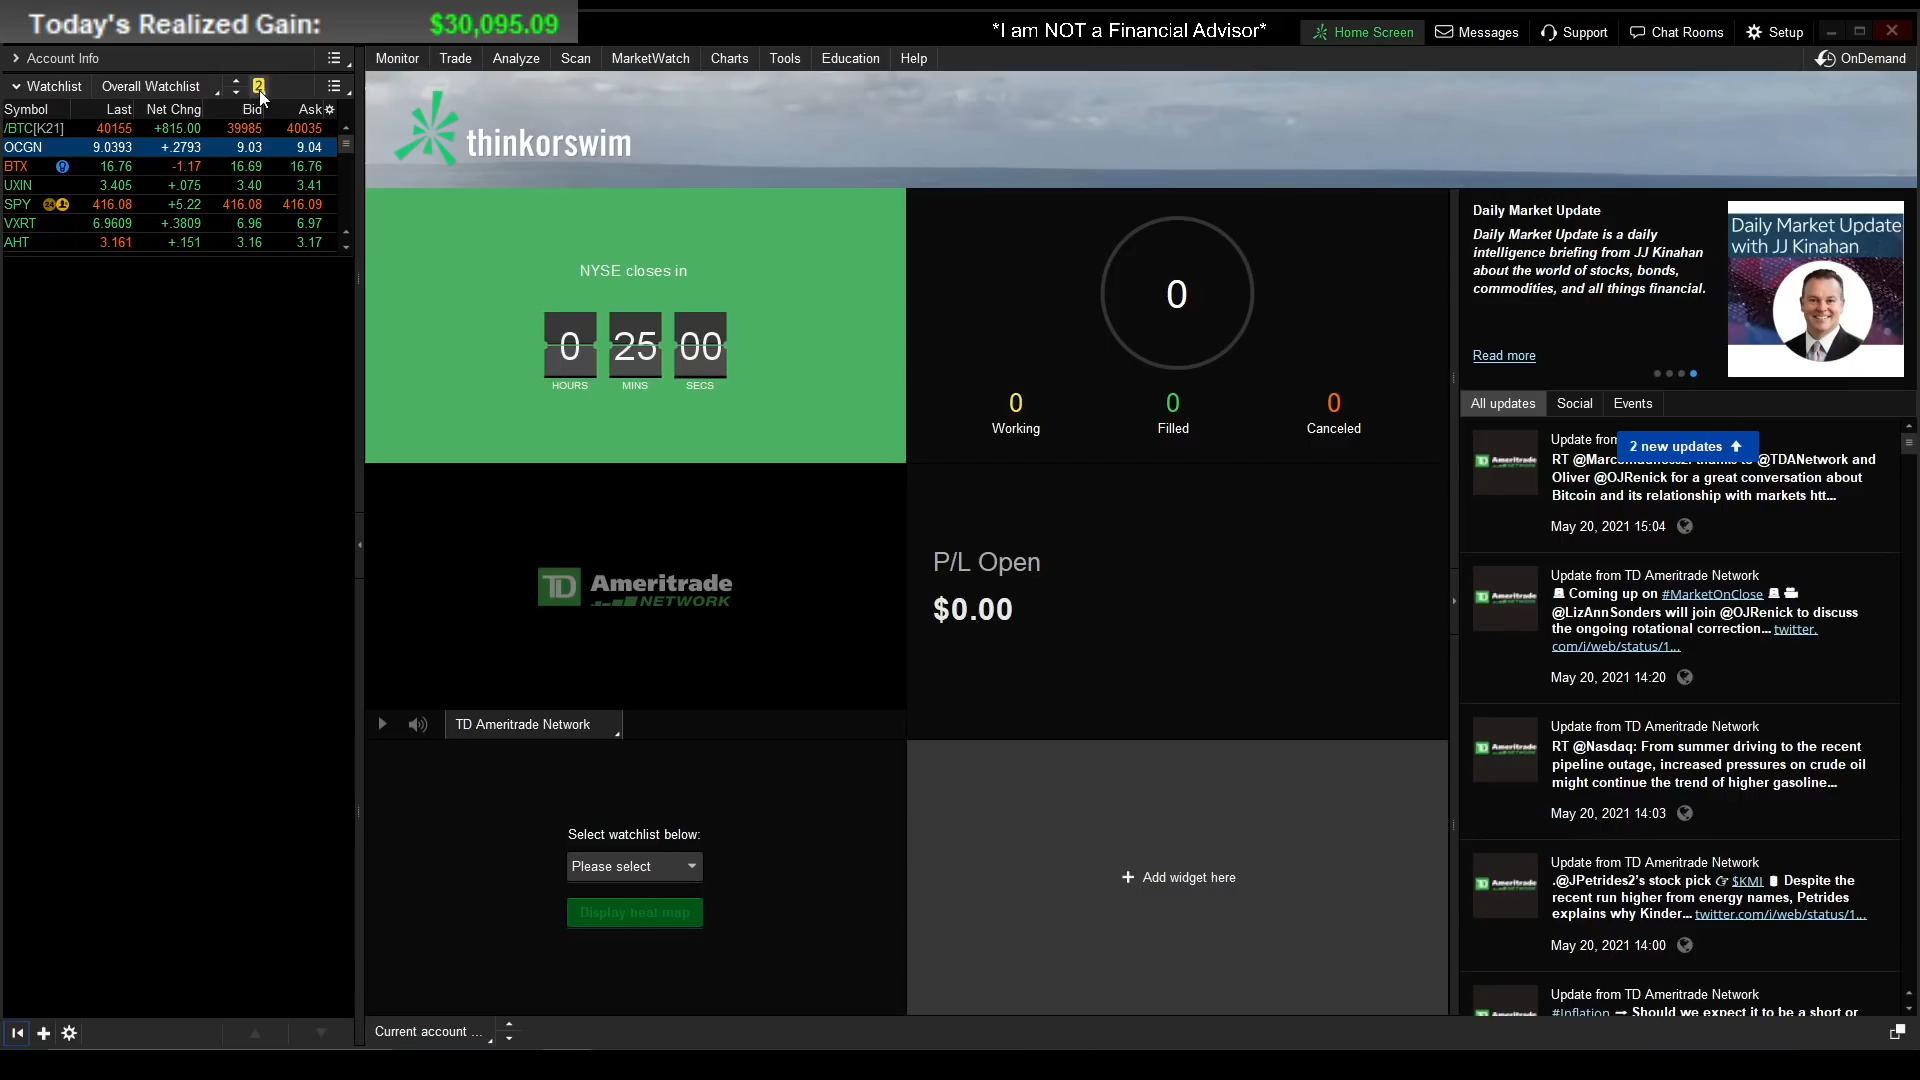 Today's Realized Gain: $30,095.09
*I am NOT a Financial Advisor*
Home Screen Messages Support Chat Rooms Setup
Account Info
Monitor Trade Analyze Scan MarketWatch Charts Tools Education Help
OnDemand
Watchlist Overall Watchlist 2
Symbol Last Net Chng Bid Ask
/BTC[K21] 40155 +815.00 39985 40035
OCGN 9.0393 +.2793 9.03 9.04
BTX 16.76 -1.17 16.69 16.76
UXIN 3.405 +.075 3.40 3.41
SPY 416.08 +5.22 416.08 416.09
VXRT 6.9609 +.3809 6.96 6.97
AHT 3.161 +.151 3.16 3.17
thinkorswim
NYSE closes in
0 25 00
HOURS MINS SECS
0
0 0 0
Working Filled Canceled
TD Ameritrade
NETWORK
P/L Open
$0.00
TD Ameritrade Network
Select watchlist below:
Please select
Display heat map
+ Add widget here
Current account ...
Daily Market Update
Daily Market Update is a daily
intelligence briefing from JJ Kinahan
about the world of stocks, bonds,
commodities, and all things financial.
Read more
Daily Market Update
with JJ Kinahan
All updates Social Events
Update from
2 new updates
RT @TDANetwork and
Oliver @OJRenick for a great conversation about
Bitcoin and its relationship with markets htt...
May 20, 2021 15:04
Update from TD Ameritrade Network
Coming up on #MarketOnClose
@LizAnnSonders will join @OJRenick to discuss
the ongoing rotational correction... twitter.
com/i/web/status/1...
May 20, 2021 14:20
Update from TD Ameritrade Network
RT @Nasdaq: From summer driving to the recent
pipeline outage, increased pressures on crude oil
might continue the trend of higher gasoline...
May 20, 2021 14:03
Update from TD Ameritrade Network
.@JPetrides2's stock pick $KMI Despite the
recent run higher from energy names, Petrides
explains why Kinder... twitter.com/i/web/status/1...
May 20, 2021 14:00
Update from TD Ameritrade Network
#Inflation Should we expect it to be a short or